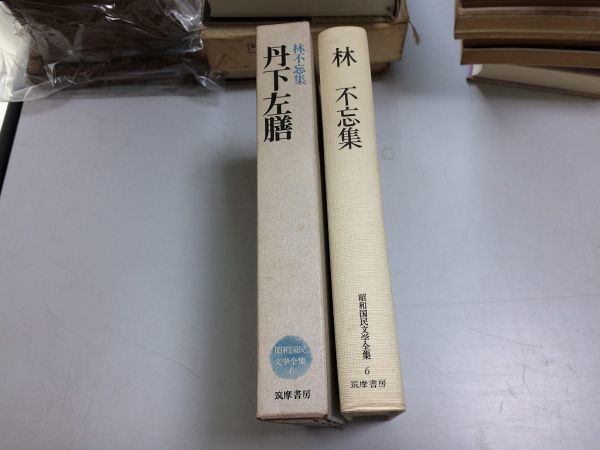 林不忘集
丹下左膳
昭和国民
文学全集
6
筑摩書房
林 不忘集
昭和国民文学全集
6
筑摩書房